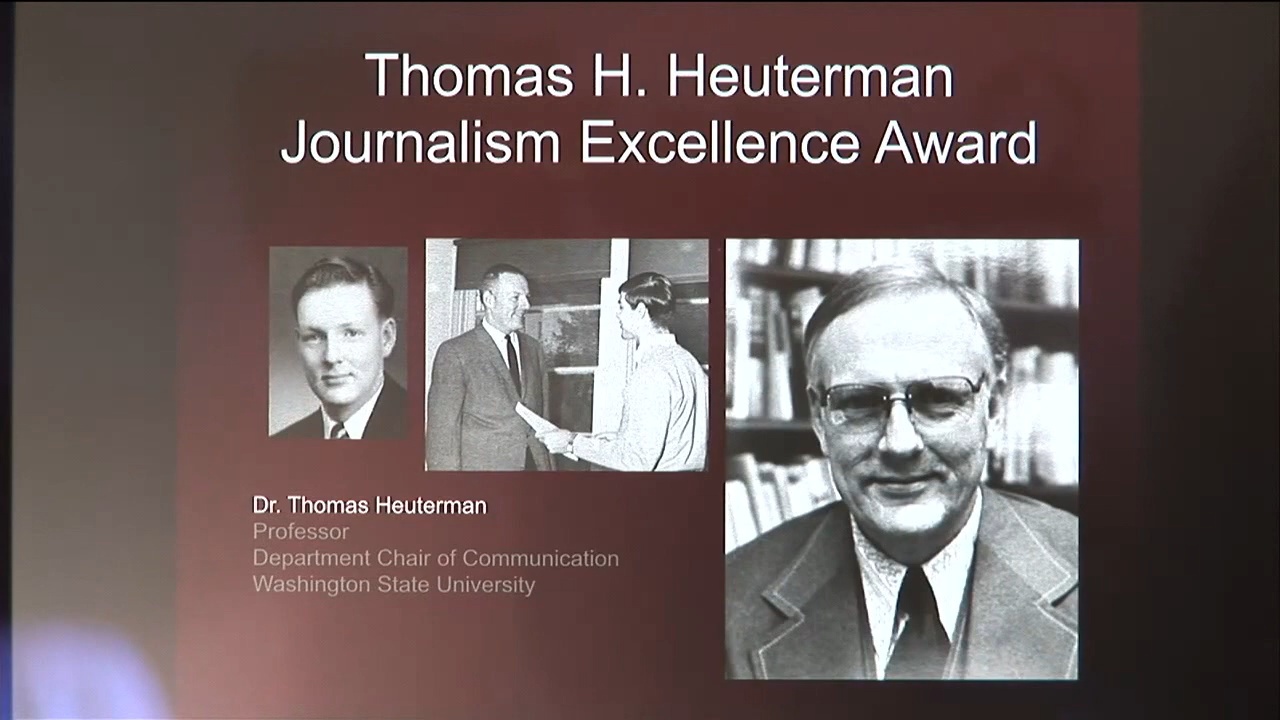 Thomas H. Heuterman
Journalism Excellence Award
Dr. Thomas Heuterman
Professor
Department Chair of Communication
Washington State University